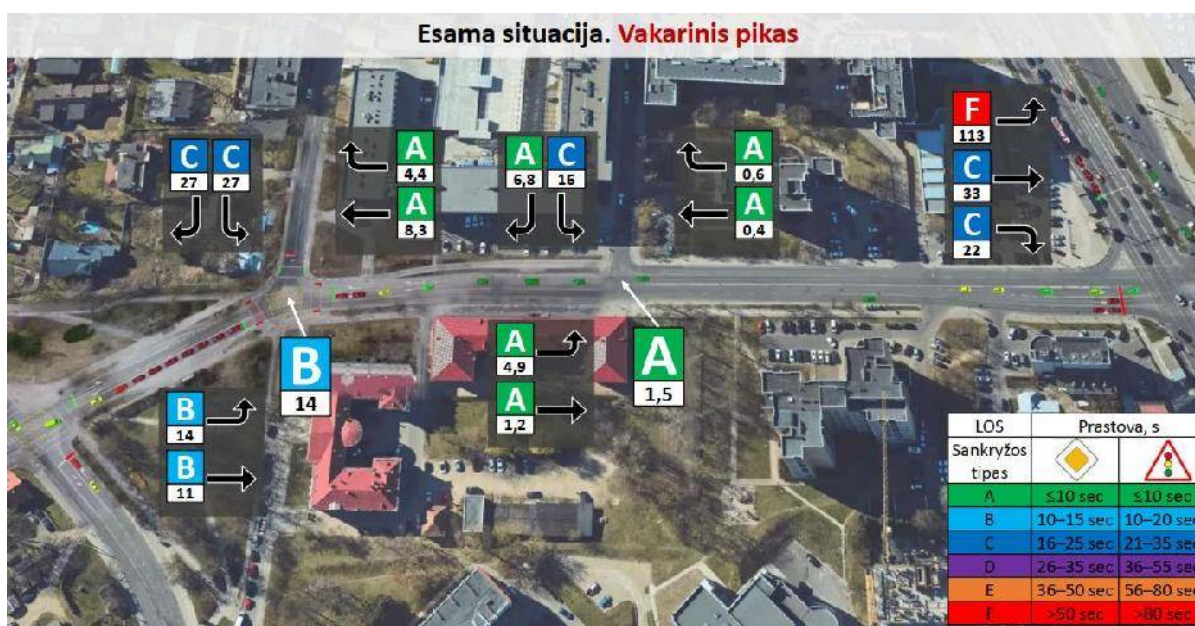 Esama situacija. Vakarinis pikas
F
113
C
33
C
22
C C
27 27
A
4,4
A
8,3
A C
6,8 16
A
0,6
A
0,4
B
14
A
4,9
A
1,2
A
1,5
B
14
B
11
LOS Prastova, s
Sankryžos
tipas
A ≤10 sec ≤10 sec
B 10–15 sec 10–20 sec
C 16–25 sec 21–35 sec
D 26–35 sec 36–55 sec
E 36–50 sec 56–80 sec
F >50 sec >80 sec